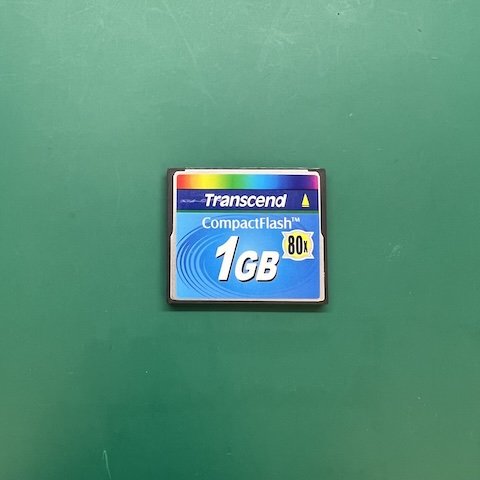 Transcend
CompactFlash™
80x
1GB